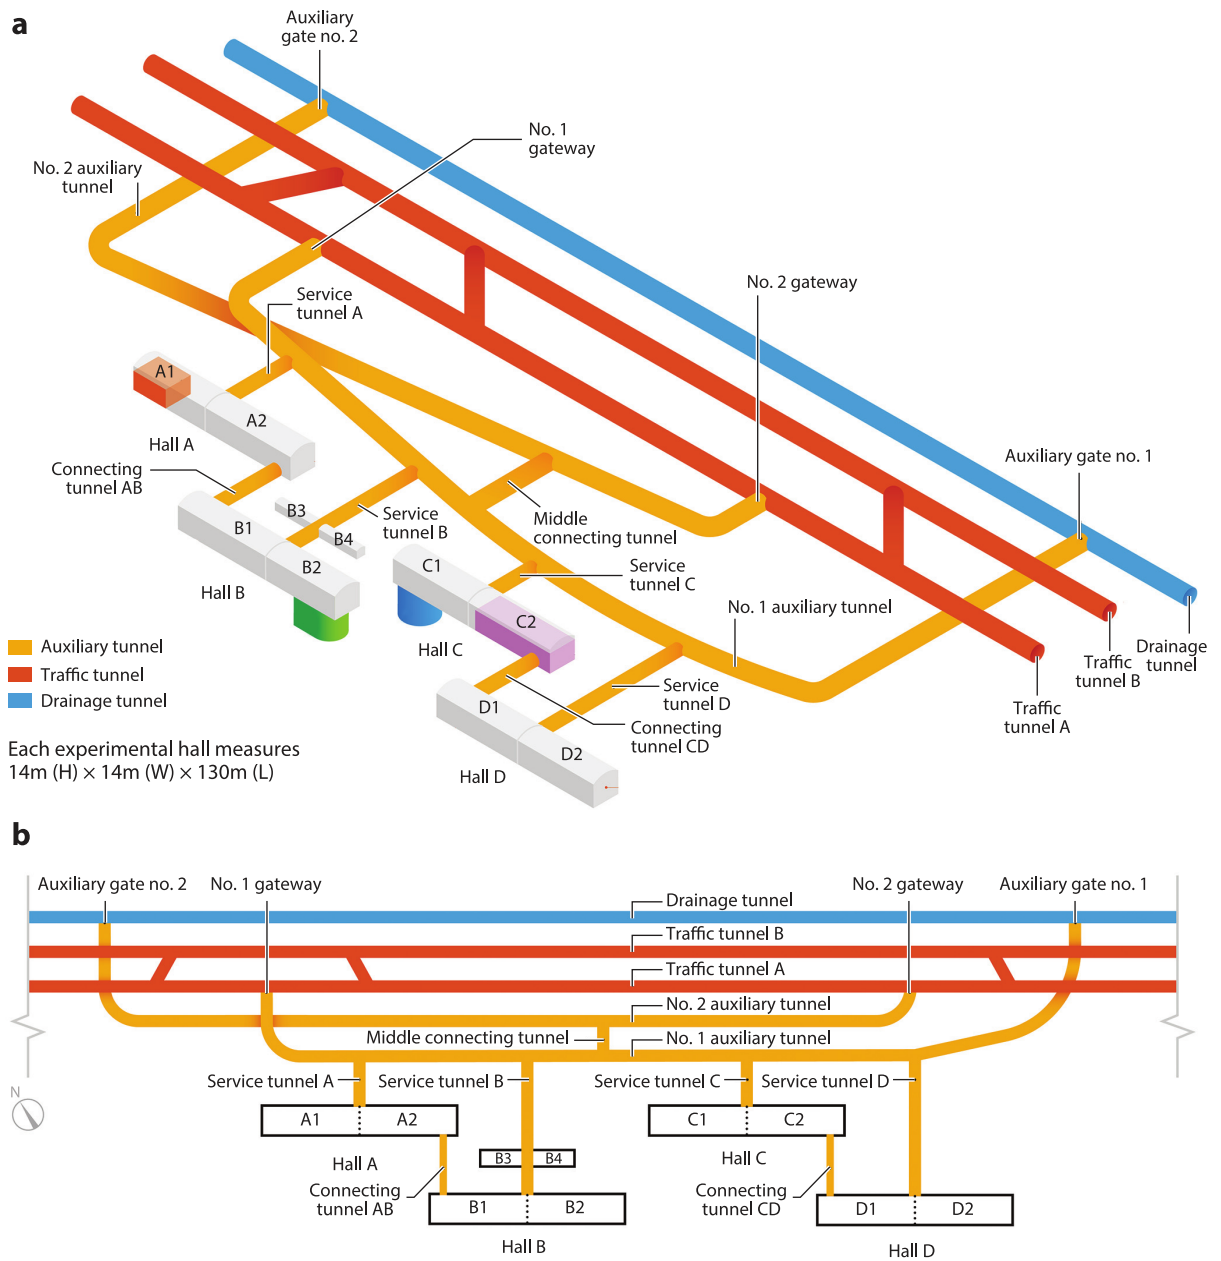 a
Auxiliary
gate no. 2
No. 1
gateway
No. 2 auxiliary
tunnel
Service
tunnel A
No. 2 gateway
A1
A2
Hall A
Auxiliary gate no. 1
Connecting
tunnel AB
B3
B4
B1
B2
Hall B
Service
tunnel B
Middle
connecting tunnel
C1
C2
Hall C
Service
tunnel C
No. 1 auxiliary tunnel
Auxiliary tunnel
Traffic tunnel
Drainage tunnel
Drainage
tunnel
Traffic
tunnel B
Traffic
tunnel A
Service
tunnel D
Connecting
tunnel CD
D1
D2
Hall D
Each experimental hall measures
14m (H) × 14m (W) × 130m (L)
b
Auxiliary gate no. 2
No. 1 gateway
No. 2 gateway
Auxiliary gate no. 1
Drainage tunnel
Traffic tunnel B
Traffic tunnel A
No. 2 auxiliary tunnel
Middle connecting tunnel
No. 1 auxiliary tunnel
Service tunnel A
Service tunnel B
Service tunnel C
Service tunnel D
N
A1
A2
C1
C2
Hall A
B3
B4
Hall C
Connecting
tunnel AB
Connecting
tunnel CD
B1
B2
D1
D2
Hall B
Hall D